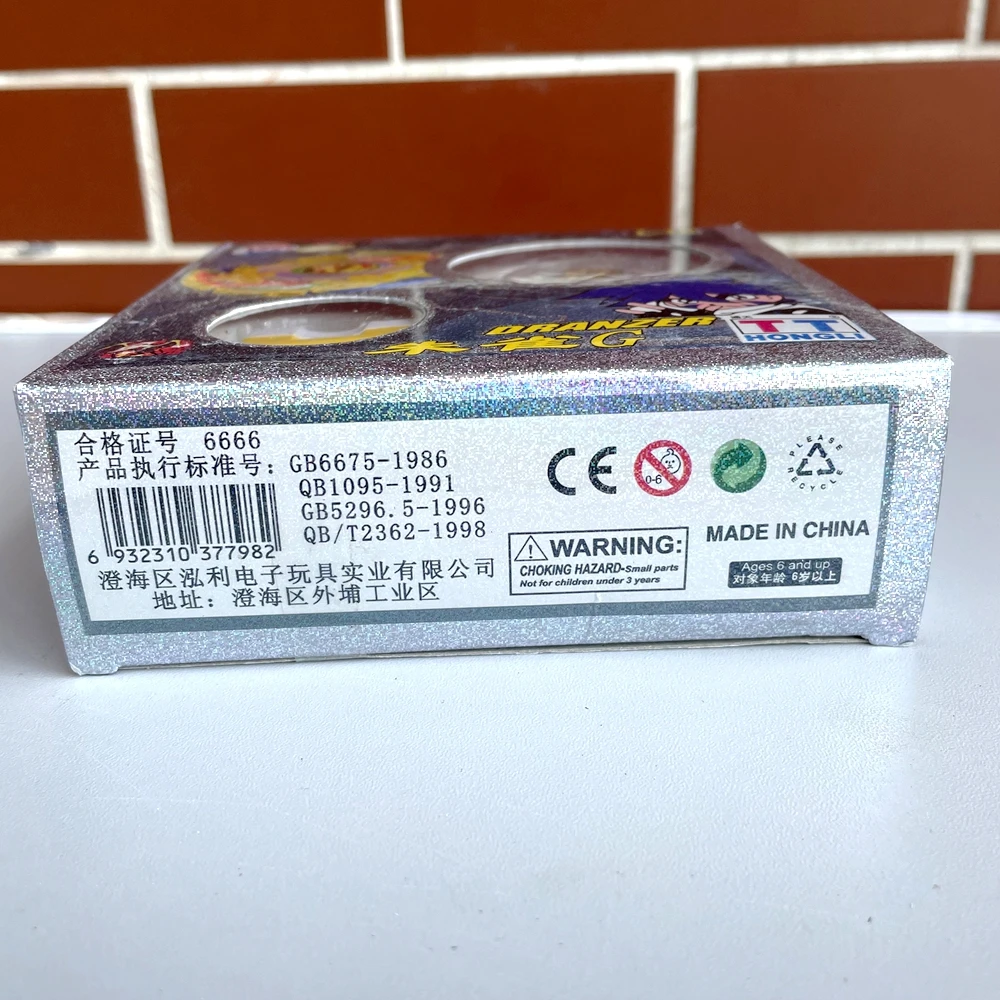 DRANZER
朱雀G
TT
HONGLI
合格证号 6666
产品执行标准号: GB6675-1986
QB1095-1991
GB5296.5-1996
QB/T2362-1998
6 932310 377982
澄海区泓利电子玩具实业有限公司
地址: 澄海区外埔工业区
CE
0-6
PLEASE
RECYCLE
WARNING:
CHOKING HAZARD-Small parts
Not for children under 3 years
MADE IN CHINA
Ages 6 and up
对象年龄 6岁以上